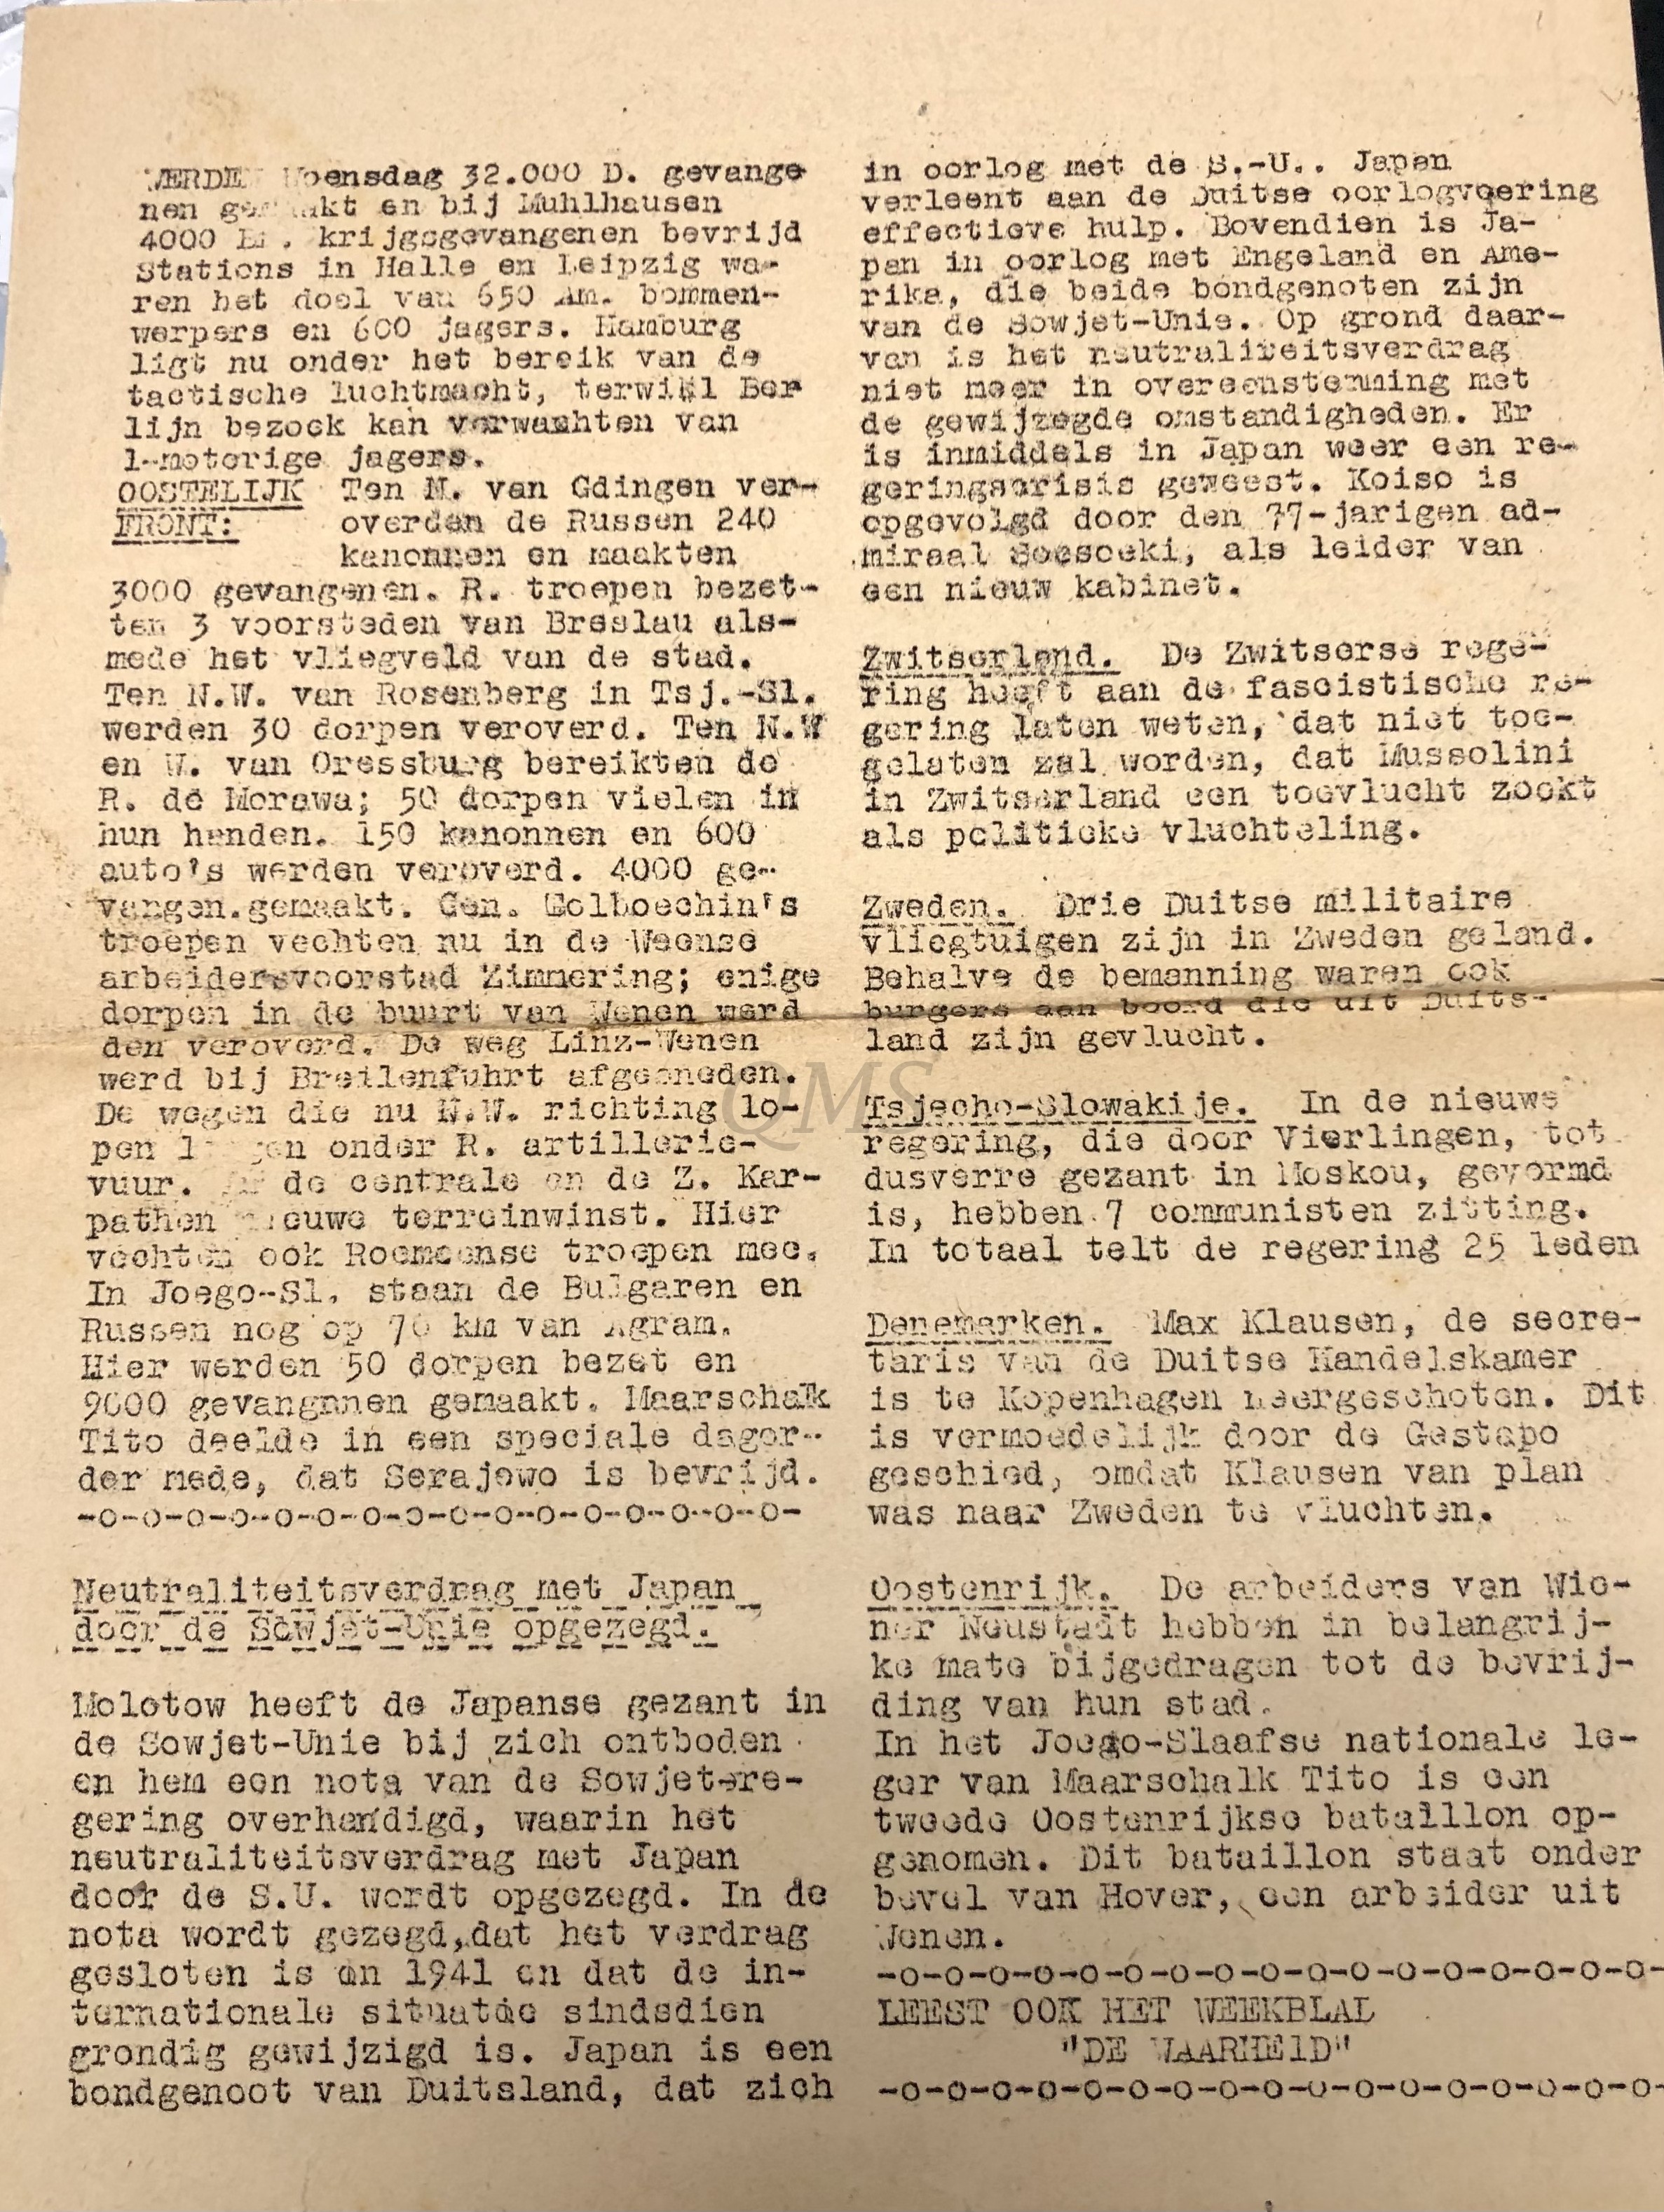 WERDEN Woensdag 32.000 D. gevange
nen gemaakt en bij Muhlhausen
4000 krijgsgevangenen bevrijd
Stations in Halle en Leipzig wa-
ren het doel van 650 Am. bommen-
werpers en 600 jagers. Hamburg
ligt nu onder het bereik van de
tactische luchtmacht, terwikl Ber
lijn bezoek kan verwachten van
1-motorige jagers.
OOSTELIJK Ten N. van Gdingen ver-
FRONT: overden de Russen 240
kanonnen en maakten
3000 gevangenen. R. troepen bezet-
ten 3 voorsteden van Breslau als-
mede het vliegveld van de stad.
Ten N.W. van Rosenberg in Tsj.-Sl.
werden 30 dorpen veroverd. Ten N.W
en W. van Oressburg bereikten de
R. de Morawa; 50 dorpen vielen in
hun handen. 150 kanonnen en 600
auto's werden veroverd. 4000 ge-
vangen.gemaakt. Gen. Golboechin's
troepen vechten nu in de Weense
arbeidersvoorstad Zimmering; enige
dorpen in de buurt van Wenen werd
den veroverd. De weg Linz-Wenen
werd bij Breilenfuhrt afgesneden.
De wegen die nu N.W. richting lo-
pen liggen onder R. artillerie-
vuur. de centrale en de Z. Kar-
pathen nieuwe terreinwinst. Hier
vechten ook Roemeense troepen mee.
In Joego-Sl. staan de Bulgaren en
Russen nog op 70 km van Agram.
Hier werden 50 dorpen bezet en
9000 gevangnnen gemaakt. Maarschalk
Tito deelde in een speciale dagor-
der mede, dat Serajewo is bevrijd.
-o-o-o-o-o-o-o-o-o-o-o-o-o-o-o-o-
Neutraliteitsverdrag met Japan
door de Sowjet-Unie opgezegd.
Molotow heeft de Japanse gezant in
de Sowjet-Unie bij zich ontboden
en hem een nota van de Sowjetre-
gering overhandigd, waarin het
neutraliteitsverdrag met Japan
door de S.U. wordt opgezegd. In de
nota wordt gezegd, dat het verdrag
gesloten is in 1941 en dat de in-
ternationale situatie sindsdien
grondig gewijzigd is. Japan is een
bondgenoot van Duitsland, dat zich
in oorlog met de S.-U.. Japan
verleent aan de Duitse oorlogvoering
effectieve hulp. Bovendien is Ja-
pan in oorlog met Engeland en Ame-
rika, die beide bondgenoten zijn
van de Sowjet-Unie. Op grond daar-
van is het neutraliteitsverdrag
niet meer in overeenstemming met
de gewijzegde omstandigheden. Er
is inmiddels in Japan weer een re-
geringscrisis geweest. Koiso is
opgevolgd door den 77-jarigen ad-
miraal Soesoeki, als leider van
een nieuw kabinet.
Zwitserland. De Zwitserse rege-
ring heeft aan de fascistische re-
gering laten weten, dat niet toe-
gelaten zal worden, dat Mussolini
in Zwitserland een toevlucht zoekt
als politieke vluchteling.
Zweden. Drie Duitse militaire
vliegtuigen zijn in Zweden geland.
Behalve de bemanning waren ook
burgers aan boord die uit Duits-
land zijn gevlucht.
QMS
Tsjecho-Slowakije. In de nieuwe
regering, die door Vierlingen, tot
dusverre gezant in Moskou, gevormd
is, hebben 7 communisten zitting.
In totaal telt de regering 25 leden
Denemarken. Max Klausen, de secre-
taris van de Duitse Handelskamer
is te Kopenhagen neergeschoten. Dit
is vermoedelijk door de Gestapo
geschied, omdat Klausen van plan
was naar Zweden te vluchten.
Oostenrijk. De arbeiders van Wie-
ner Neustadt hebben in belangrij-
ke mate bijgedragen tot de bevrij-
ding van hun stad.
In het Joego-Slaafse nationale le-
ger van Maarschalk Tito is een
tweede Oostenrijkse bataillon op-
genomen. Dit bataillon staat onder
bevel van Hover, een arbeider uit
Wenen.
-o-o-o-o-o-o-o-o-o-o-o-o-o-o-o-o-o-
LEEST OOK HET WEEKBLAL
"DE WAARHEID"
-o-o-o-o-o-o-o-o-o-o-o-o-o-o-o-o-o-